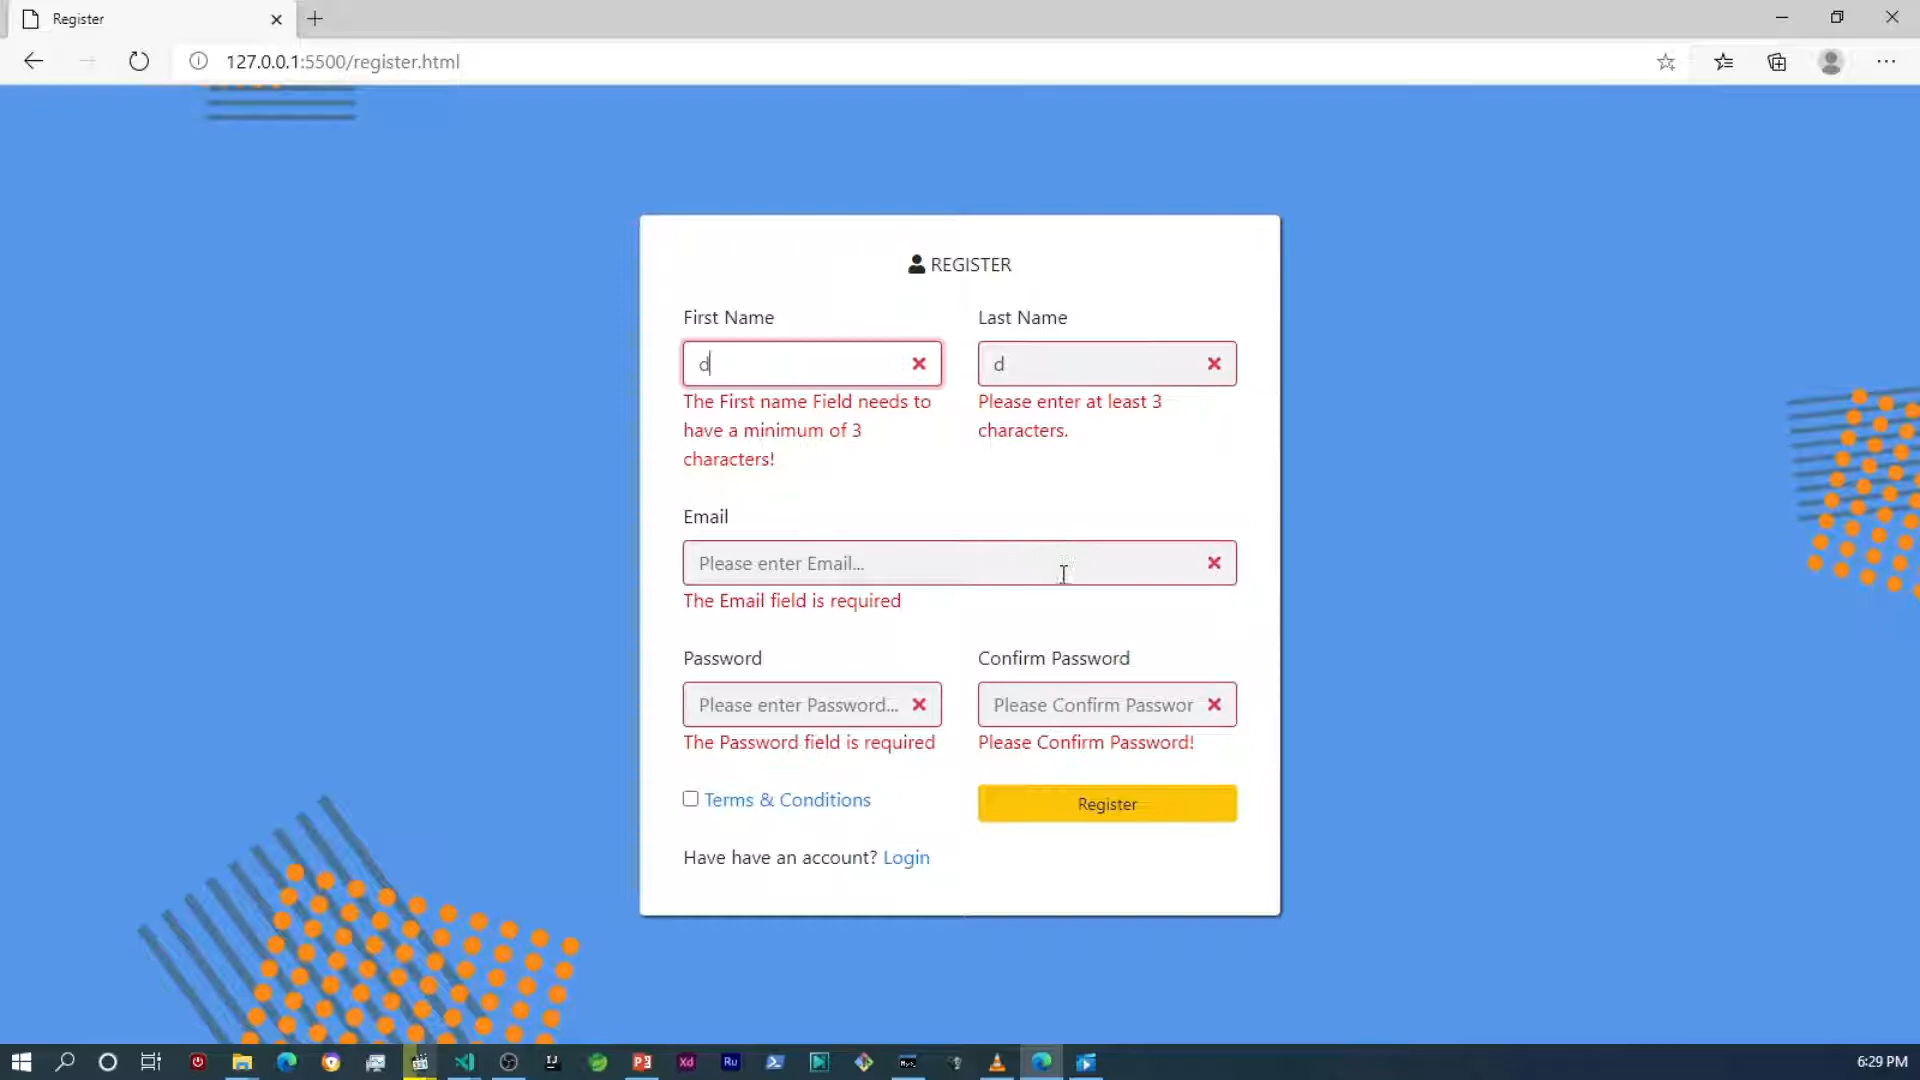 Register
127.0.0.1:5500/register.html
REGISTER
First Name
Last Name
d
d
The First name Field needs to
have a minimum of 3
characters!
Please enter at least 3
characters.
Email
Please enter Email...
The Email field is required
Password
Confirm Password
Please enter Password...
Please Confirm Passwor
The Password field is required
Please Confirm Password!
Terms & Conditions
Register
Have have an account? Login
P
Xd
Ru
6:29 PM